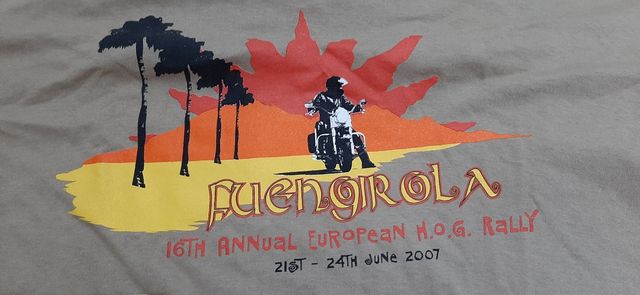 FUENGIROLA
16TH ANNUAL EUROPEAN H.O.G. RALLY
21ST - 24TH JUNE 2007